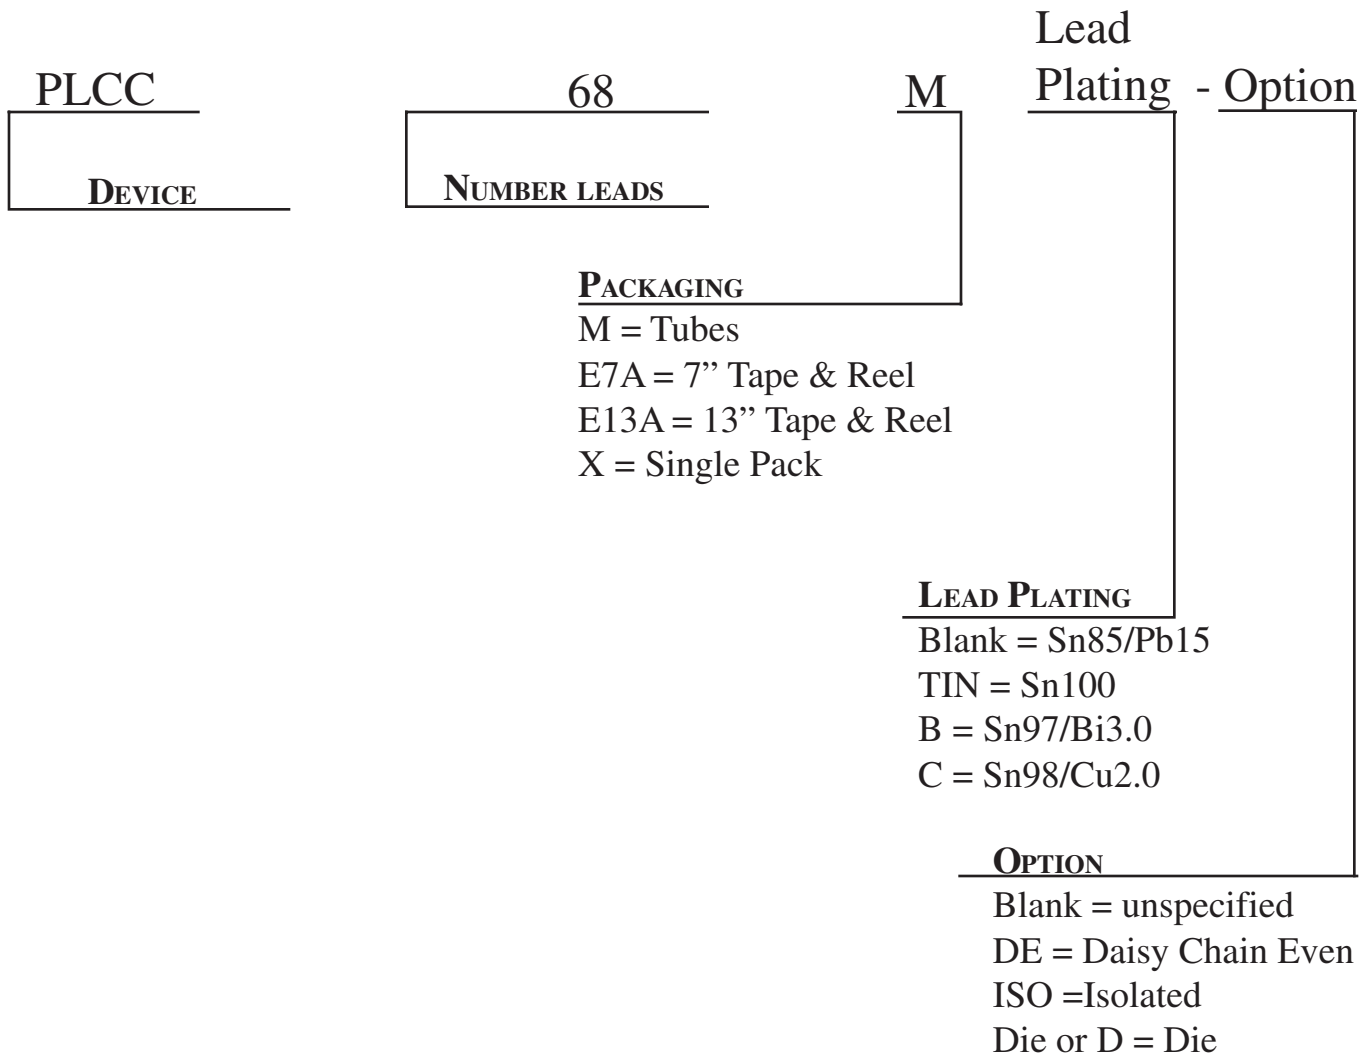 Lead
PLCC 68 M Plating - Option
DEVICE NUMBER LEADS
PACKAGING
M = Tubes
E7A = 7” Tape & Reel
E13A = 13” Tape & Reel
X = Single Pack
LEAD PLATING
Blank = Sn85/Pb15
TIN = Sn100
B = Sn97/Bi3.0
C = Sn98/Cu2.0
OPTION
Blank = unspecified
DE = Daisy Chain Even
ISO =Isolated
Die or D = Die